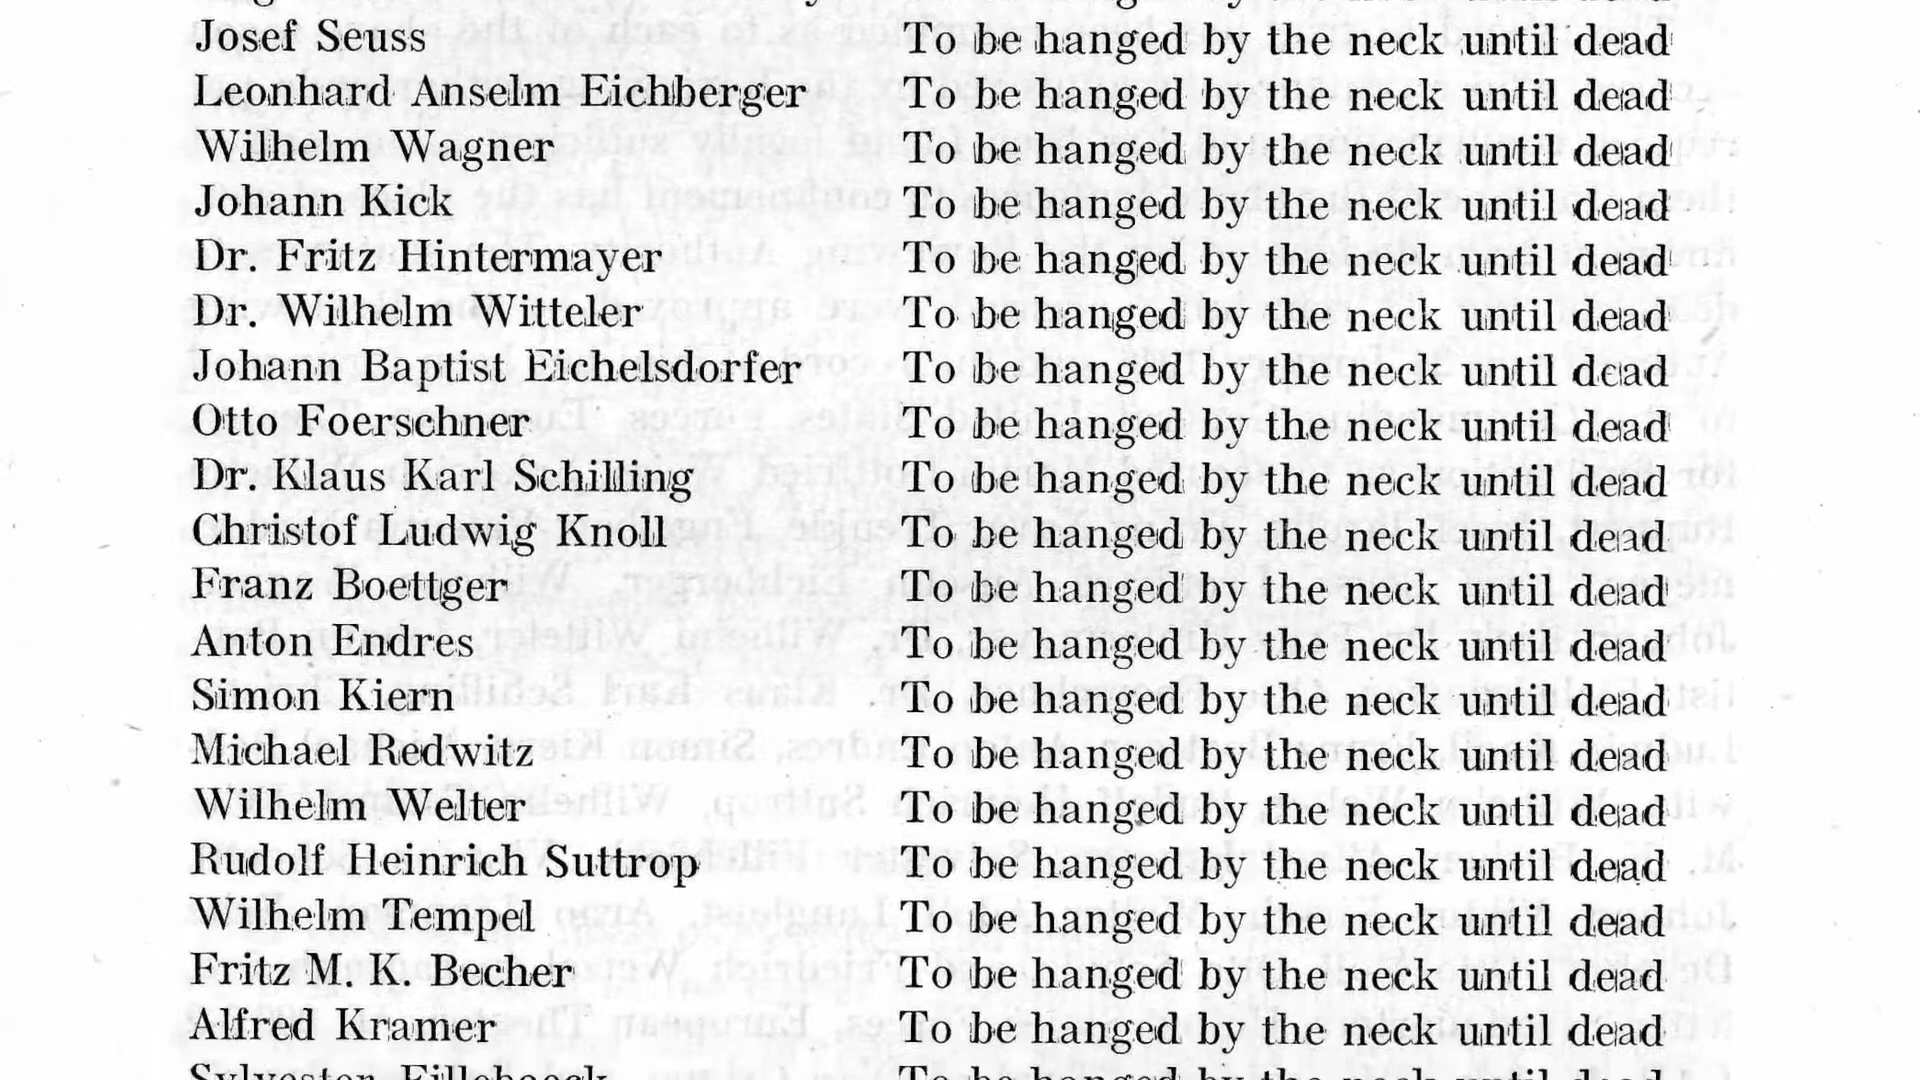 Josef Seuss To be hanged by the neck until dead
Leonhard Anselm Eichberger To be hanged by the neck until dead
Wilhelm Wagner To be hanged by the neck until dead
Johann Kick To be hanged by the neck until dead
Dr. Fritz Hintermayer To be hanged by the neck until dead
Dr. Wilhelm Witteler To be hanged by the neck until dead
Johann Baptist Eichelsdorfer To be hanged by the neck until dead
Otto Foerschner To be hanged by the neck until dead
Dr. Klaus Karl Schilling To be hanged by the neck until dead
Christof Ludwig Knoll To be hanged by the neck until dead
Franz Boettger To be hanged by the neck until dead
Anton Endres To be hanged by the neck until dead
Simon Kiern To be hanged by the neck until dead
Michael Redwitz To be hanged by the neck until dead
Wilhelm Welter To be hanged by the neck until dead
Rudolf Heinrich Suttrop To be hanged by the neck until dead
Wilhelm Tempel To be hanged by the neck until dead
Fritz M. K. Becher To be hanged by the neck until dead
Alfred Kramer To be hanged by the neck until dead
Sylvester Filleboeck To be hanged by the neck until dead